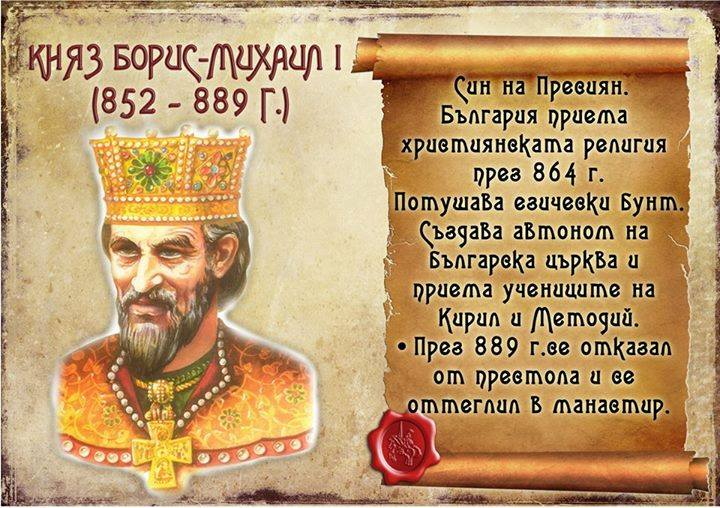 КНЯЗ БОРИС-МИХАИЛ I
(852 – 889 Г.)
Син на Пресиян.
България приема
християнската религия
през 864 г.
Потушава езически бунт.
Създава автоном на
Българска църква и
приема учениците на
Кирил и Методий.
• През 889 г.се отказал
от престола и се
оттеглил в манастир.